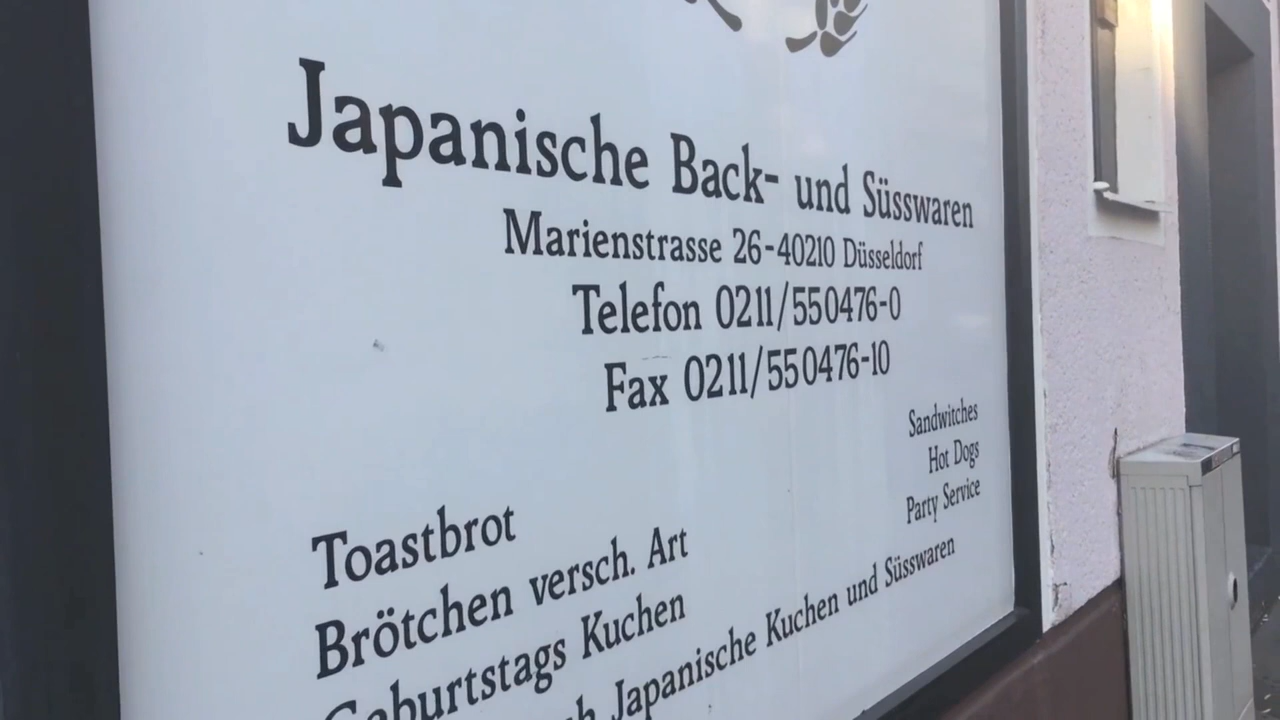 Japanische Back- und Süsswaren
Marienstrasse 26-40210 Düsseldorf
Telefon 0211/550476-0
Fax 0211/550476-10
Sandwitches
Hot Dogs
Party Service
Toastbrot
Brötchen versch. Art
Geburtstags Kuchen
Japanische Kuchen und Süsswaren